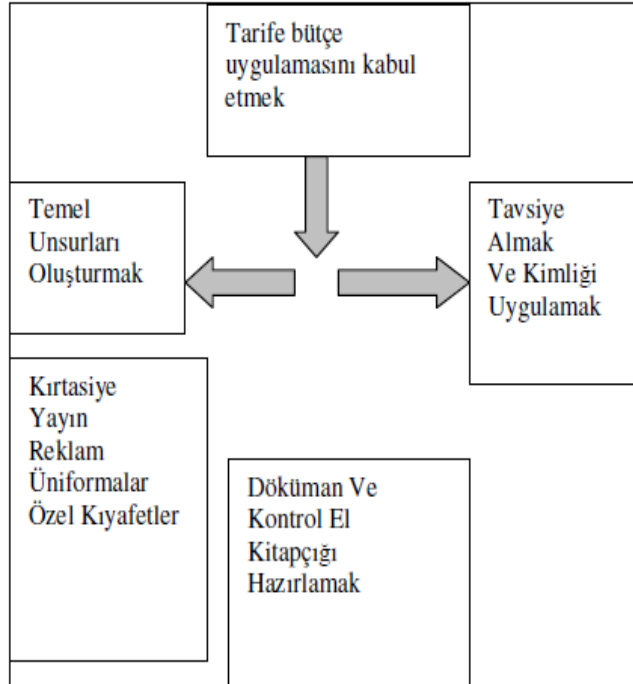 Tarife bütçe
uygulamasını kabul
etmek
Temel
Unsurları
Oluşturmak
Tavsiye
Almak
Ve Kimliği
Uygulamak
Kırtasiye
Yayın
Reklam
Üniformalar
Özel Kıyafetler
Döküman Ve
Kontrol El
Kitapçığı
Hazırlamak